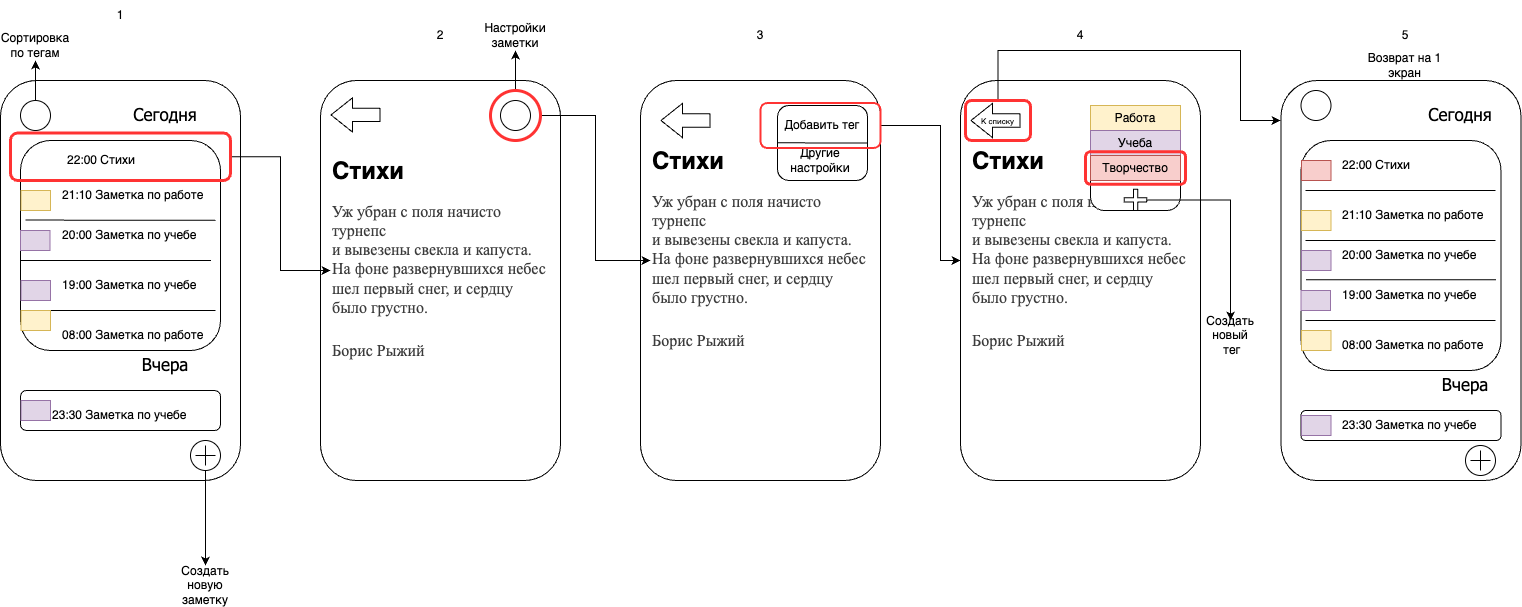 1
Сортировка
по тегам
Сегодня
22:00 Стихи
21:10 Заметка по работе
20:00 Заметка по учебе
19:00 Заметка по учебе
08:00 Заметка по работе
Вчера
23:30 Заметка по учебе
Создать
новую
заметку
2
Настройки
заметки
Стихи
Уж убран с поля начисто
турнепс
и вывезены свекла и капуста.
На фоне развернувшихся небес
шел первый снег, и сердцу
было грустно.
Борис Рыжий
3
Добавить тег
Другие
настройки
Стихи
Уж убран с поля начисто
турнепс
и вывезены свекла и капуста.
На фоне развернувшихся небес
шел первый снег, и сердцу
было грустно.
Борис Рыжий
4
К списку
Работа
Учеба
Творчество
Стихи
Уж убран с поля
турнепс
и вывезены свекла и капуста.
На фоне развернувшихся небес
шел первый снег, и сердцу
было грустно.
Борис Рыжий
Создать
новый
тег
5
Возврат на 1
экран
Сегодня
22:00 Стихи
21:10 Заметка по работе
20:00 Заметка по учебе
19:00 Заметка по учебе
08:00 Заметка по работе
Вчера
23:30 Заметка по учебе